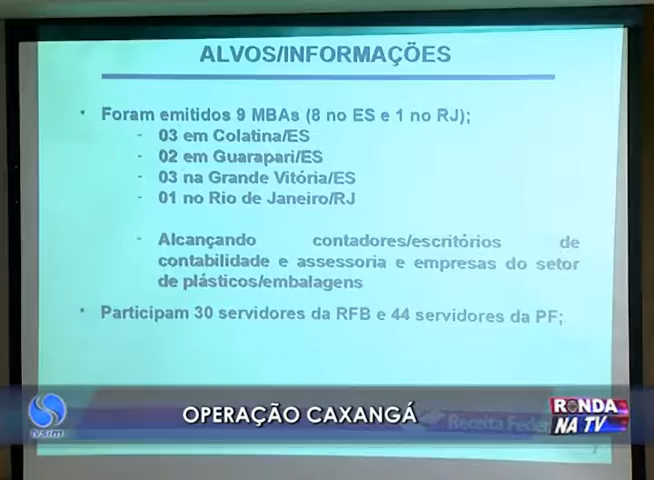 ALVOS/INFORMAÇÕES
• Foram emitidos 9 MBAs (8 no ES e 1 no RJ);
- 03 em Colatina/ES
- 02 em Guarapari/ES
- 03 na Grande Vitória/ES
- 01 no Rio de Janeiro/RJ
- Alcançando contadores/escritórios de
contabilidade e assessoria e empresas do setor
de plásticos/embalagens
• Participam 30 servidores da RFB e 44 servidores da PF;
OPERAÇÃO CAXANGÁ
Receita Feder
RONDA
NA TV
tvsim